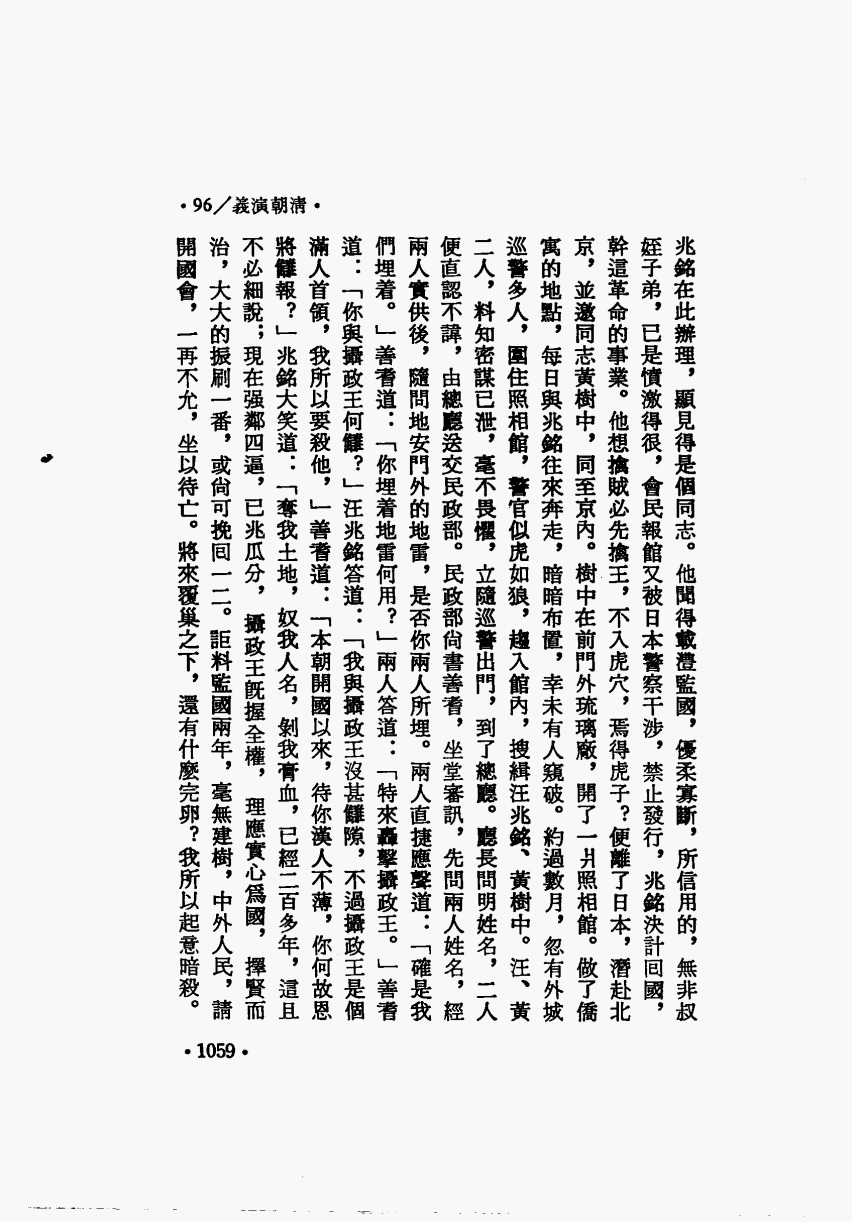 •96／義演朝清•
兆銘在此辦理，顯見得是個同志。他聞得載灃監國，優柔寡斷，所信用的，無非叔
姪子弟，已是憤激得很，會民報館又被日本警察干涉，禁止發行，兆銘決計回國，
幹這革命的事業。他想擒賊必先擒王，不入虎穴，焉得虎子？便離了日本，潛赴北
京，並邀同志黃樹中，同至京內。樹中在前門外琉璃廠，開了一爿照相館。做了僑
寓的地點，每日與兆銘往來奔走，暗暗布置，幸未有人窺破。約過數月，忽有外城
巡警多人，圍住照相館，警官似虎如狼，趨入館內，搜緝汪兆銘、黃樹中。汪、黃
二人，料知密謀已泄，毫不畏懼，立隨巡警出門，到了總廳。廳長問明姓名，二人
便直認不諱，由總廳送交民政部。民政部尚書善耆，坐堂審訊，先問兩人姓名，經
兩人實供後，隨問地安門外的地雷，是否你兩人所埋。兩人直捷應聲道：「確是我
們埋着。」善耆道：「你埋着地雷何用？」兩人答道：「特來轟擊攝政王。」善耆
道：「你與攝政王何讎？」汪兆銘答道：「我與攝政王沒甚讎隙，不過攝政王是個
滿人首領，我所以要殺他，」善耆道：「本朝開國以來，待你漢人不薄，你何故恩
將讎報？」兆銘大笑道：「奪我土地，奴我人名，剝我膏血，已經二百多年，這且
不必細說；現在强鄰四逼，已兆瓜分，攝政王既握全權，理應實心爲國，擇賢而
治，大大的振刷一番，或尚可挽回一二。詎料監國兩年，毫無建樹，中外人民，請
開國會，一再不允，坐以待亡。將來覆巢之下，還有什麼完卵？我所以起意暗殺。
•1059•